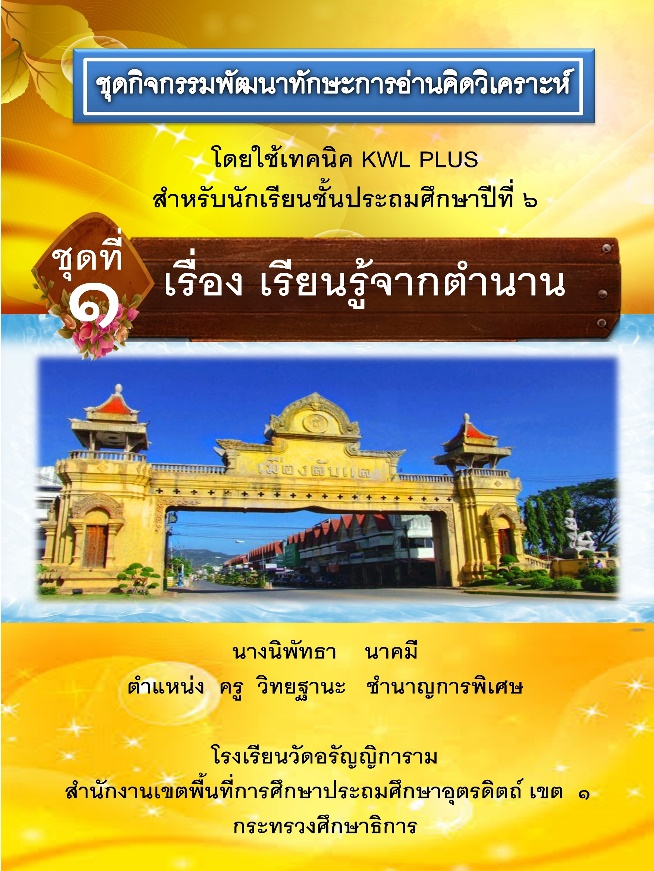 ชุดกิจกรรมพัฒนาทักษะการอ่านคิดวิเคราะห์
โดยใช้เทคนิค KWL PLUS
สำหรับนักเรียนชั้นประถมศึกษาปีที่ ๖
ชุดที่
๑
เรื่อง เรียนรู้จากตำนาน
เมืองลับแล
นางนิพัทธา นาคมี
ตำแหน่ง ครู วิทยฐานะ ชำนาญการพิเศษ
โรงเรียนวัดอรัญญิการาม
สำนักงานเขตพื้นที่การศึกษาประถมศึกษาอุตรดิตถ์ เขต ๑
กระทรวงศึกษาธิการ